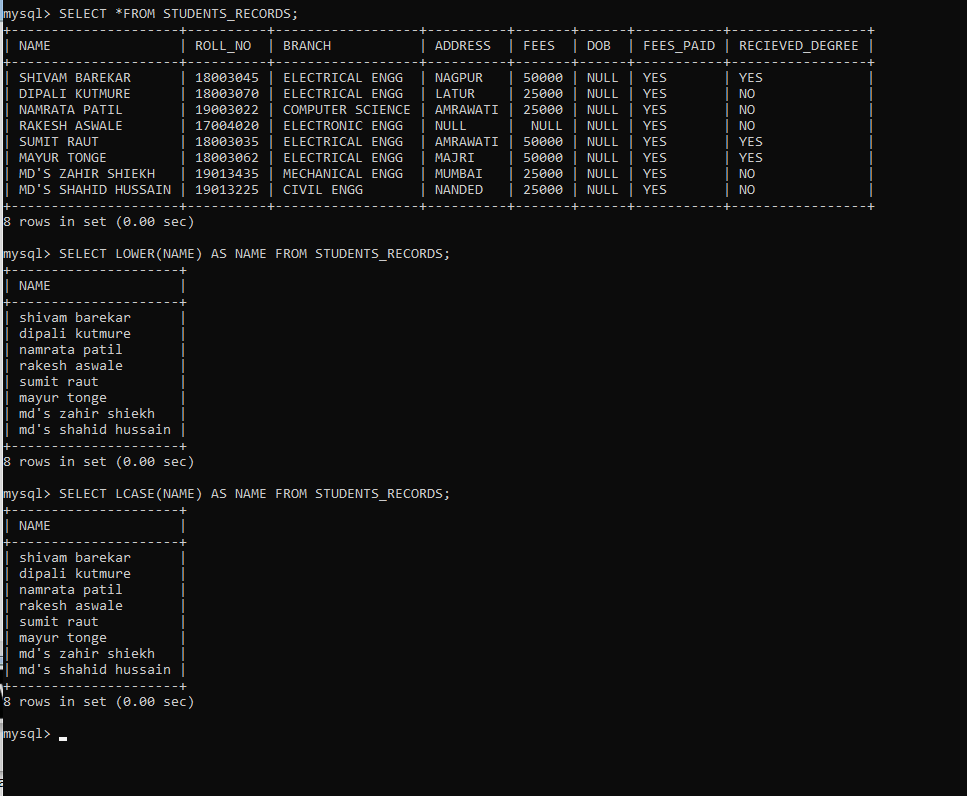 mysql> SELECT *FROM STUDENTS_RECORDS;
+---------------------+----------+------------------+----------+-------+------+-----------+-----------------+
| NAME                | ROLL_NO  | BRANCH           | ADDRESS  | FEES  | DOB  | FEES_PAID | RECIEVED_DEGREE |
+---------------------+----------+------------------+----------+-------+------+-----------+-----------------+
| SHIVAM BAREKAR      | 18003045 | ELECTRICAL ENGG  | NAGPUR   | 50000 | NULL | YES       | YES             |
| DIPALI KUTMURE      | 18003070 | ELECTRICAL ENGG  | LATUR    | 25000 | NULL | YES       | NO              |
| NAMRATA PATIL       | 19003022 | COMPUTER SCIENCE | AMRAWATI | 25000 | NULL | YES       | NO              |
| RAKESH ASWALE       | 17004020 | ELECTRONIC ENGG  | NULL     |  NULL | NULL | YES       | NO              |
| SUMIT RAUT          | 18003035 | ELECTRICAL ENGG  | AMRAWATI | 50000 | NULL | YES       | YES             |
| MAYUR TONGE         | 18003062 | ELECTRICAL ENGG  | MAJRI    | 50000 | NULL | YES       | YES             |
| MD'S ZAHIR SHIEKH   | 19013435 | MECHANICAL ENGG  | MUMBAI   | 25000 | NULL | YES       | NO              |
| MD'S SHAHID HUSSAIN | 19013225 | CIVIL ENGG       | NANDED   | 25000 | NULL | YES       | NO              |
+---------------------+----------+------------------+----------+-------+------+-----------+-----------------+
8 rows in set (0.00 sec)
mysql> SELECT LOWER(NAME) AS NAME FROM STUDENTS_RECORDS;
+---------------------+
| NAME                |
+---------------------+
| shivam barekar      |
| dipali kutmure      |
| namrata patil       |
| rakesh aswale       |
| sumit raut          |
| mayur tonge         |
| md's zahir shiekh   |
| md's shahid hussain |
+---------------------+
8 rows in set (0.00 sec)
mysql> SELECT LCASE(NAME) AS NAME FROM STUDENTS_RECORDS;
+---------------------+
| NAME                |
+---------------------+
| shivam barekar      |
| dipali kutmure      |
| namrata patil       |
| rakesh aswale       |
| sumit raut          |
| mayur tonge         |
| md's zahir shiekh   |
| md's shahid hussain |
+---------------------+
8 rows in set (0.00 sec)
mysql> _